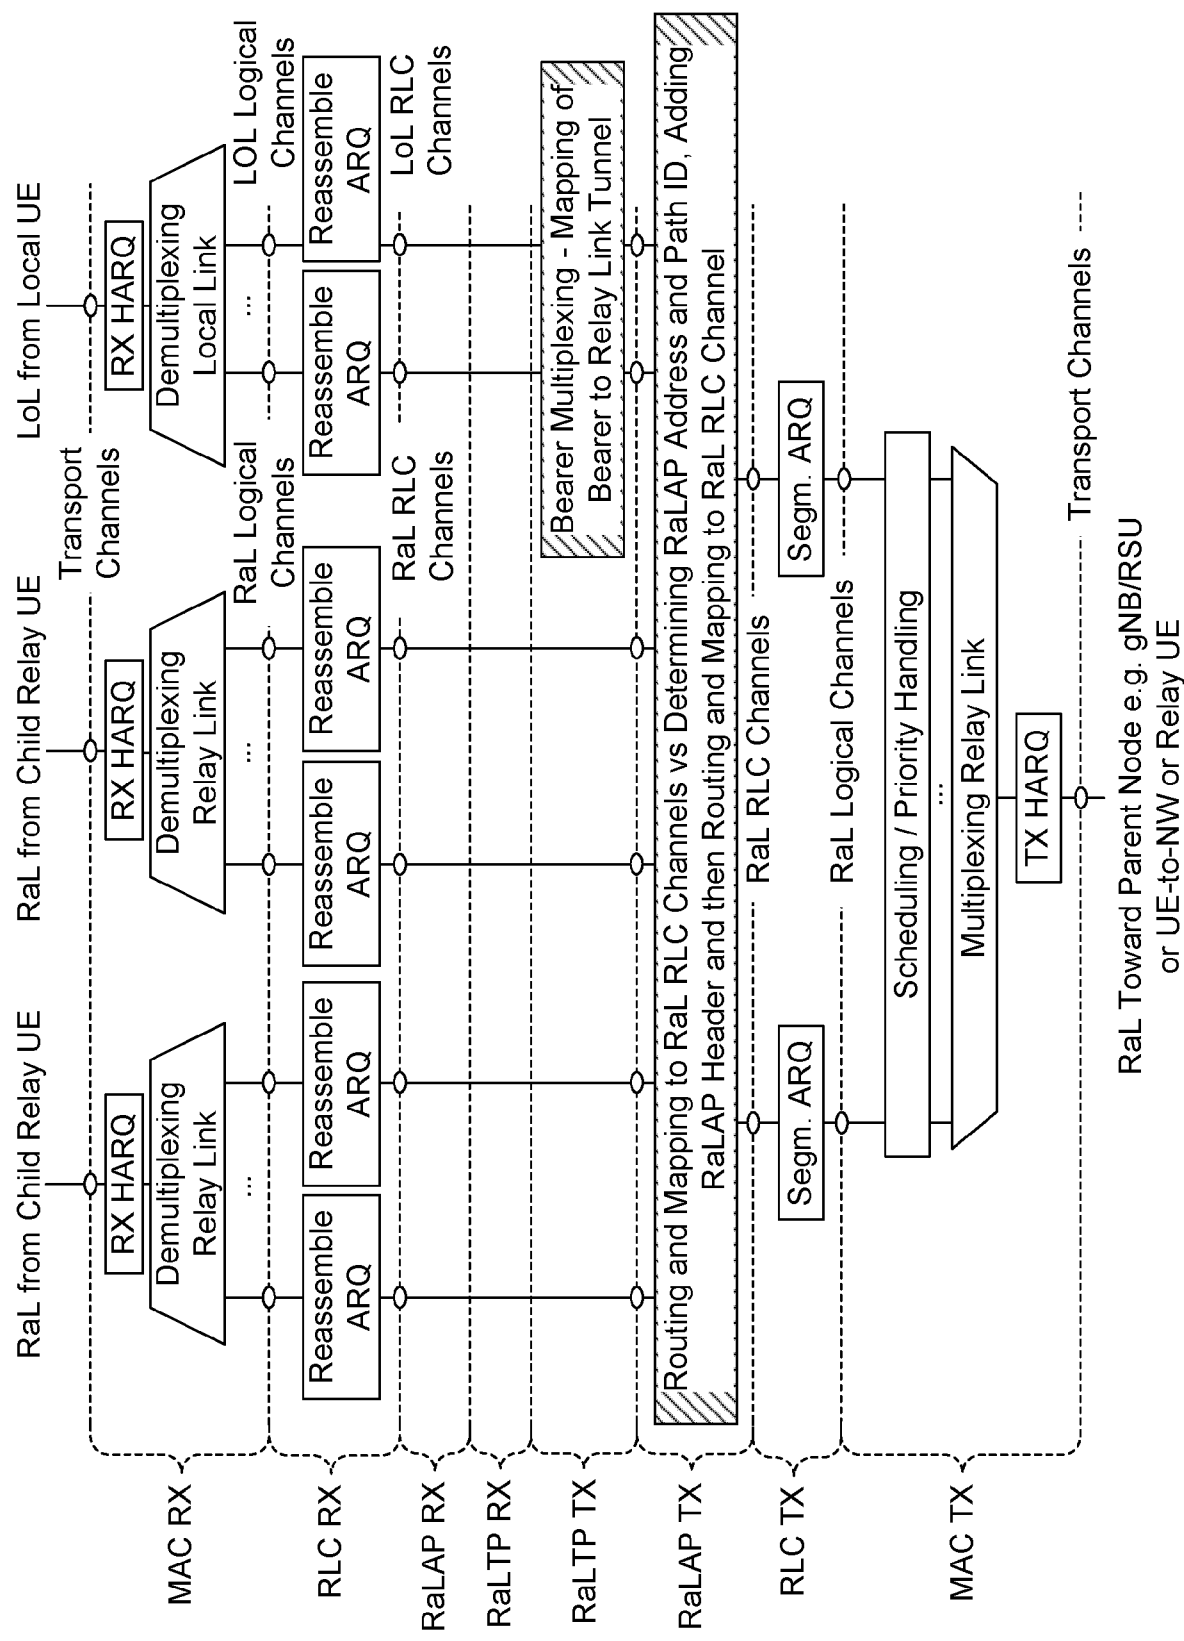 RaL from Child Relay UE
RaL from Child Relay UE
LoL from Local UE
MAC RX
Transport
Channels
RX HARQ
RX HARQ
RX HARQ
Demultiplexing
Relay Link
Demultiplexing
Relay Link
Demultiplexing
Local Link
...
...
...
RaL Logical
Channels
LOL Logical
Channels
RLC RX
Reassemble
ARQ
Reassemble
ARQ
Reassemble
ARQ
Reassemble
ARQ
Reassemble
ARQ
Reassemble
ARQ
RaL RLC
Channels
LoL RLC
Channels
RaLAP RX
RaLTP RX
RaLTP TX
Bearer Multiplexing - Mapping of
Bearer to Relay Link Tunnel
RaLAP TX
Routing and Mapping to RaL RLC Channels vs Determining RaLAP Address and Path ID, Adding
RaLAP Header and then Routing and Mapping to RaL RLC Channel
RaL RLC Channels
RLC TX
Segm. ARQ
Segm. ARQ
RaL Logical Channels
MAC TX
Scheduling / Priority Handling
...
Multiplexing Relay Link
TX HARQ
Transport Channels
RaL Toward Parent Node e.g. gNB/RSU
or UE-to-NW or Relay UE